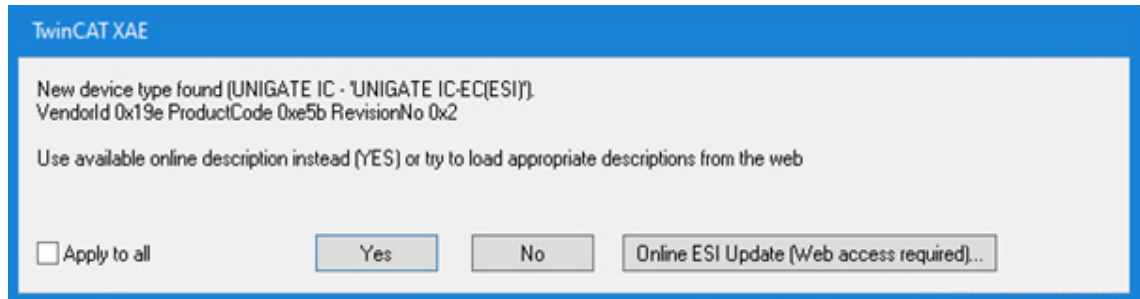 TwinCAT XAE
New device type found (UNIGATE IC - 'UNIGATE IC-EC(ESI)').
VendorId 0x19e ProductCode 0xe5b RevisionNo 0x2
Use available online description instead (YES) or try to load appropriate descriptions from the web
Apply to all
Yes
No
Online ESI Update (Web access required)...